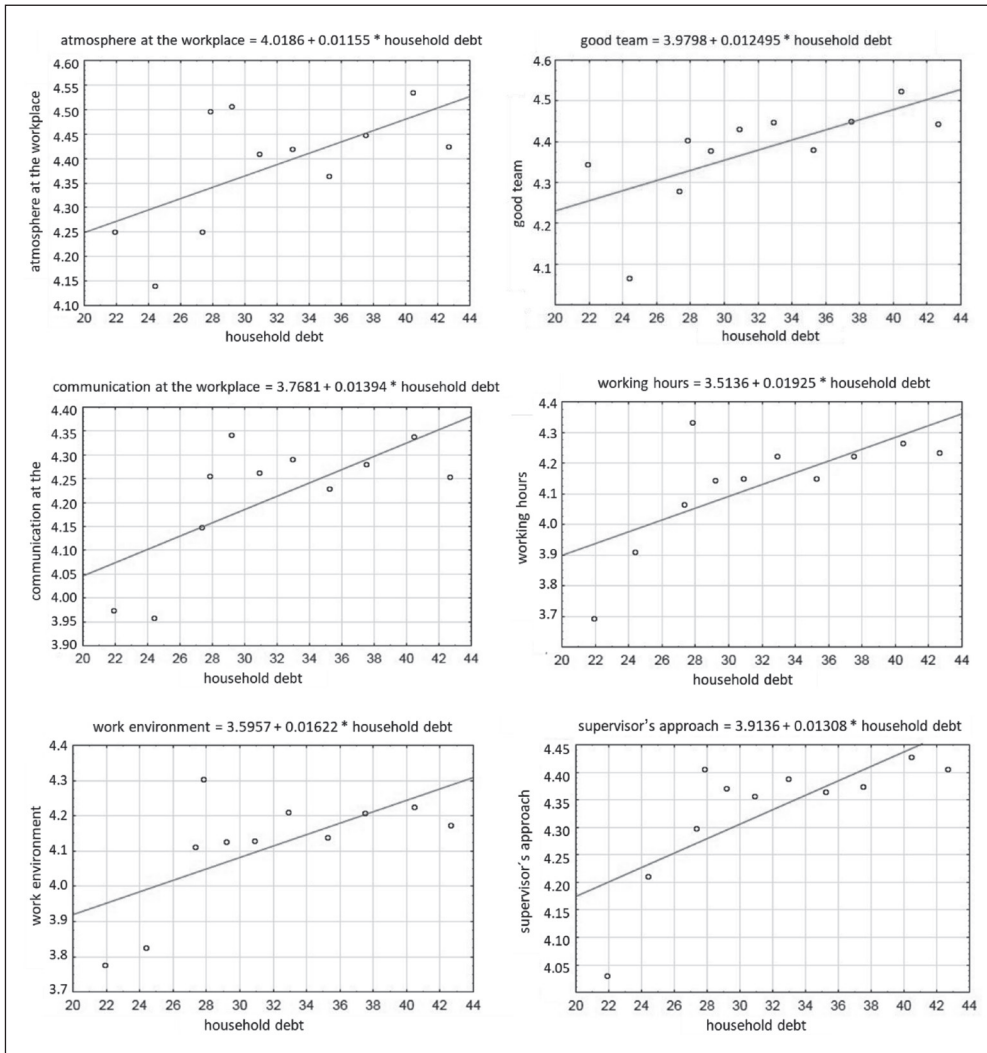 atmosphere at the workplace = 4.0186 + 0.01155 * household debt
atmosphere at the workplace
4.60
4.55
4.50
4.45
4.40
4.35
4.30
4.25
4.20
4.15
4.10
20 22 24 26 28 30 32 34 36 38 40 42 44
household debt
good team = 3.9798 + 0.012495 * household debt
good team
4.6
4.5
4.4
4.3
4.2
4.1
20 22 24 26 28 30 32 34 36 38 40 42 44
household debt
communication at the workplace = 3.7681 + 0.01394 * household debt
communication at the
4.40
4.35
4.30
4.25
4.20
4.15
4.10
4.05
4.00
3.95
3.90
20 22 24 26 28 30 32 34 36 38 40 42 44
household debt
working hours = 3.5136 + 0.01925 * household debt
working hours
4.4
4.3
4.2
4.1
4.0
3.9
3.8
3.7
20 22 24 26 28 30 32 34 36 38 40 42 44
household debt
work environment = 3.5957 + 0.01622 * household debt
work environment
4.4
4.3
4.2
4.1
4.0
3.9
3.8
3.7
20 22 24 26 28 30 32 34 36 38 40 42 44
household debt
supervisor's approach = 3.9136 + 0.01308 * household debt
supervisor´s approach
4.45
4.40
4.35
4.30
4.25
4.20
4.15
4.10
4.05
20 22 24 26 28 30 32 34 36 38 40 42 44
household debt